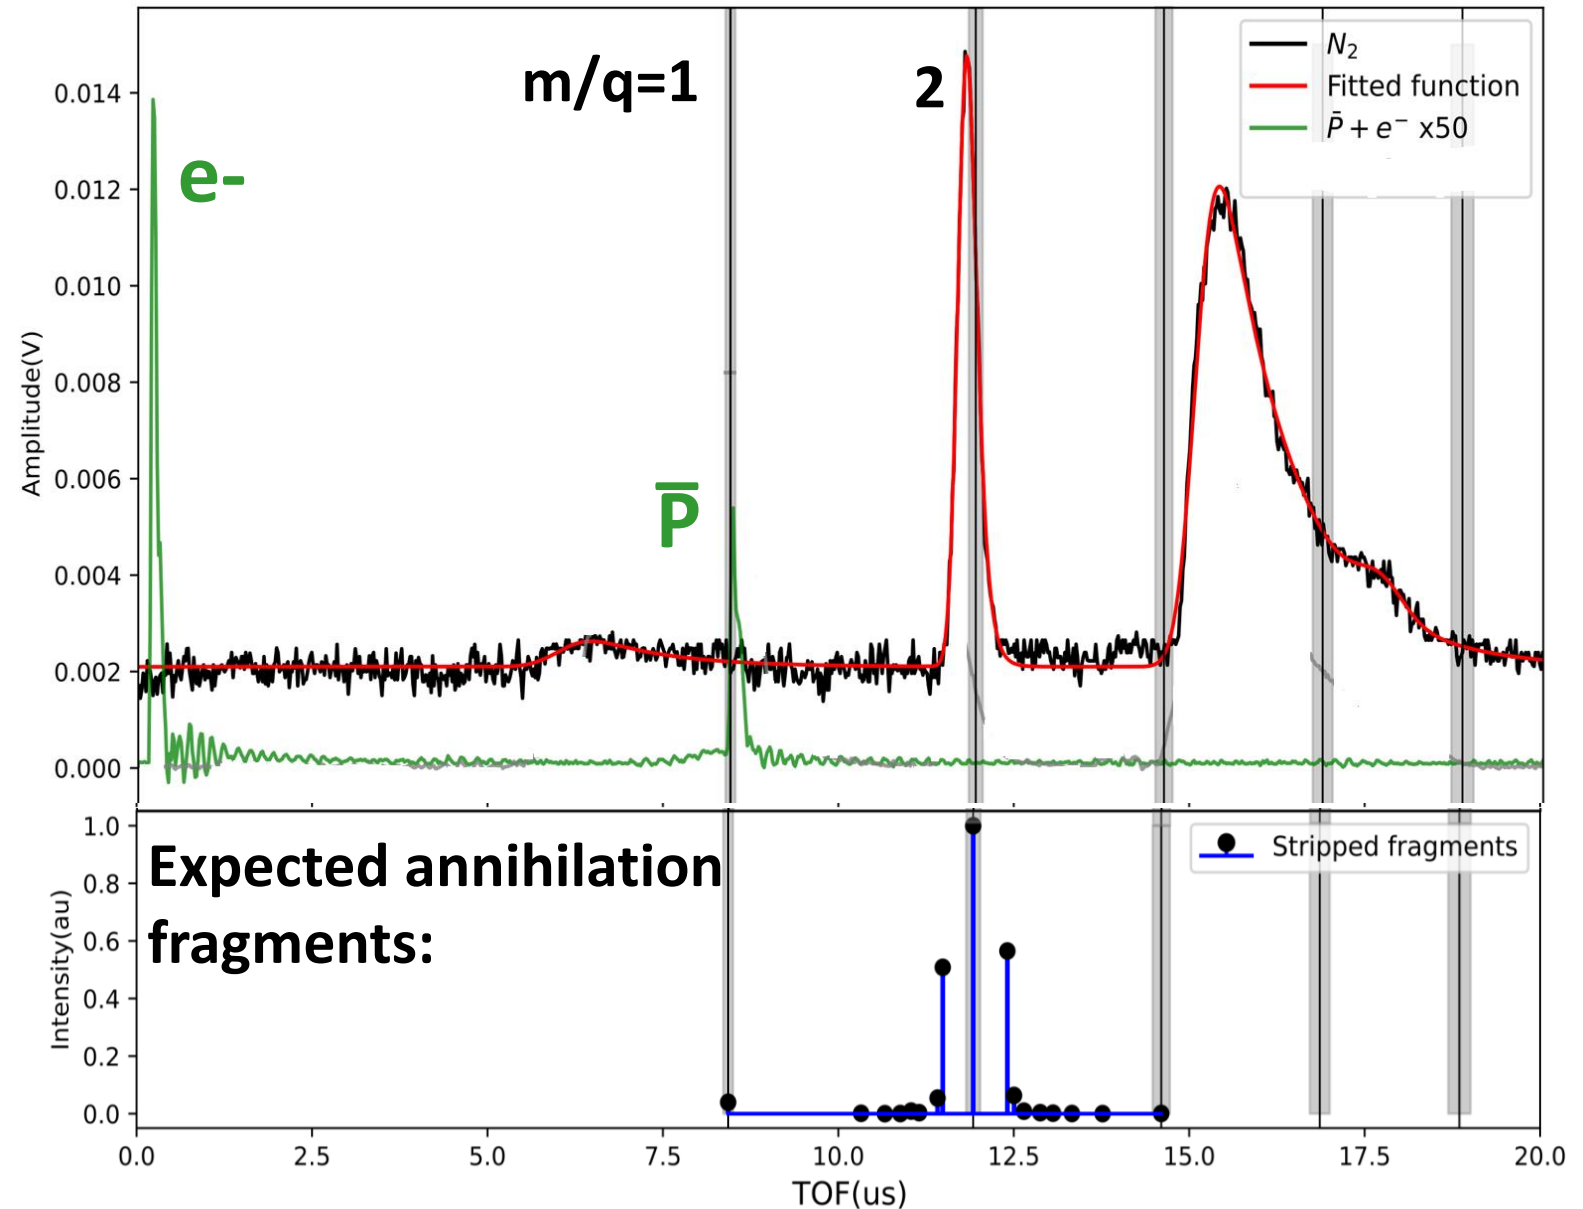 m/q=1
2
e-
P̅
N₂
Fitted function
P̄ + e⁻ x50
Amplitude(V)
0.014
0.012
0.010
0.008
0.006
0.004
0.002
0.000
Expected annihilation
fragments:
Stripped fragments
Intensity(au)
1.0
0.8
0.6
0.4
0.2
0.0
0.0 2.5 5.0 7.5 10.0 12.5 15.0 17.5 20.0
TOF(us)